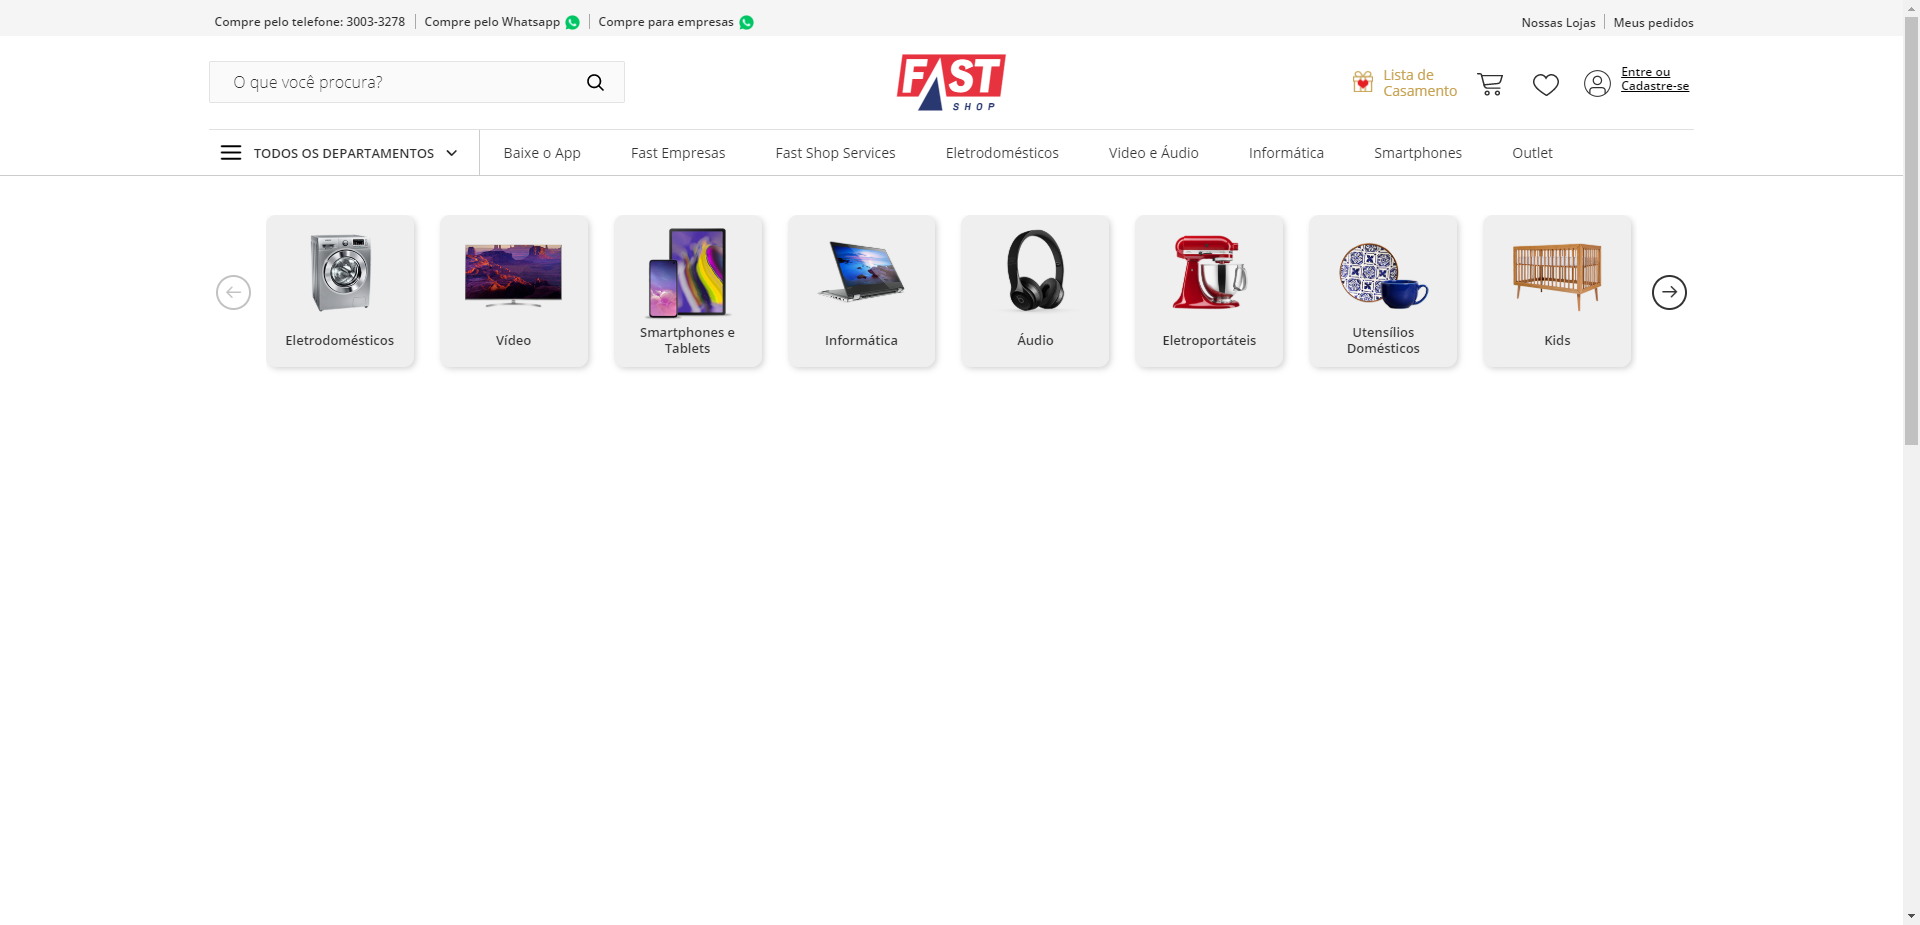 Compre pelo telefone: 3003-3278
Compre pelo Whatsapp
Compre para empresas
Nossas Lojas
Meus pedidos
O que você procura?
FAST
SHOP
Lista de
Casamento
Entre ou
Cadastre-se
TODOS OS DEPARTAMENTOS
Baixe o App
Fast Empresas
Fast Shop Services
Eletrodomésticos
Video e Áudio
Informática
Smartphones
Outlet
Eletrodomésticos
Vídeo
Smartphones e
Tablets
Informática
Áudio
Eletroportáteis
Utensílios
Domésticos
Kids